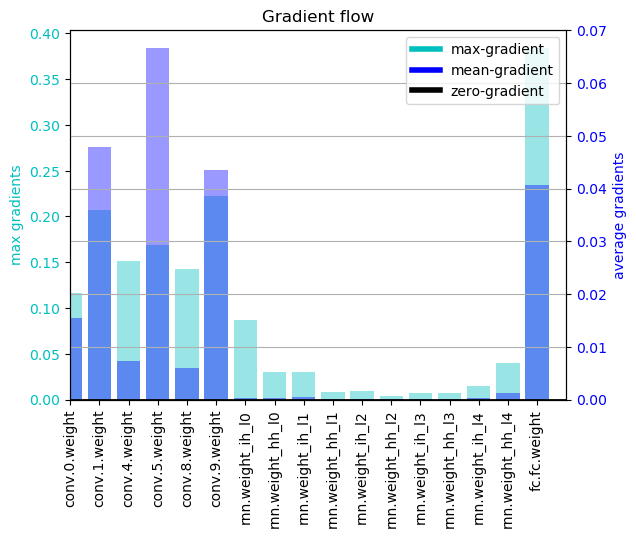 Gradient flow
max-gradient
mean-gradient
zero-gradient
0.40
0.35
0.30
0.25
0.20
0.15
0.10
0.05
0.00
max gradients
0.07
0.06
0.05
0.04
0.03
0.02
0.01
0.00
average gradients
conv.0.weight
conv.1.weight
conv.4.weight
conv.5.weight
conv.8.weight
conv.9.weight
rnn.weight_ih_l0
rnn.weight_hh_l0
rnn.weight_ih_l1
rnn.weight_hh_l1
rnn.weight_ih_l2
rnn.weight_hh_l2
rnn.weight_ih_l3
rnn.weight_hh_l3
rnn.weight_ih_l4
rnn.weight_hh_l4
fc.fc.weight